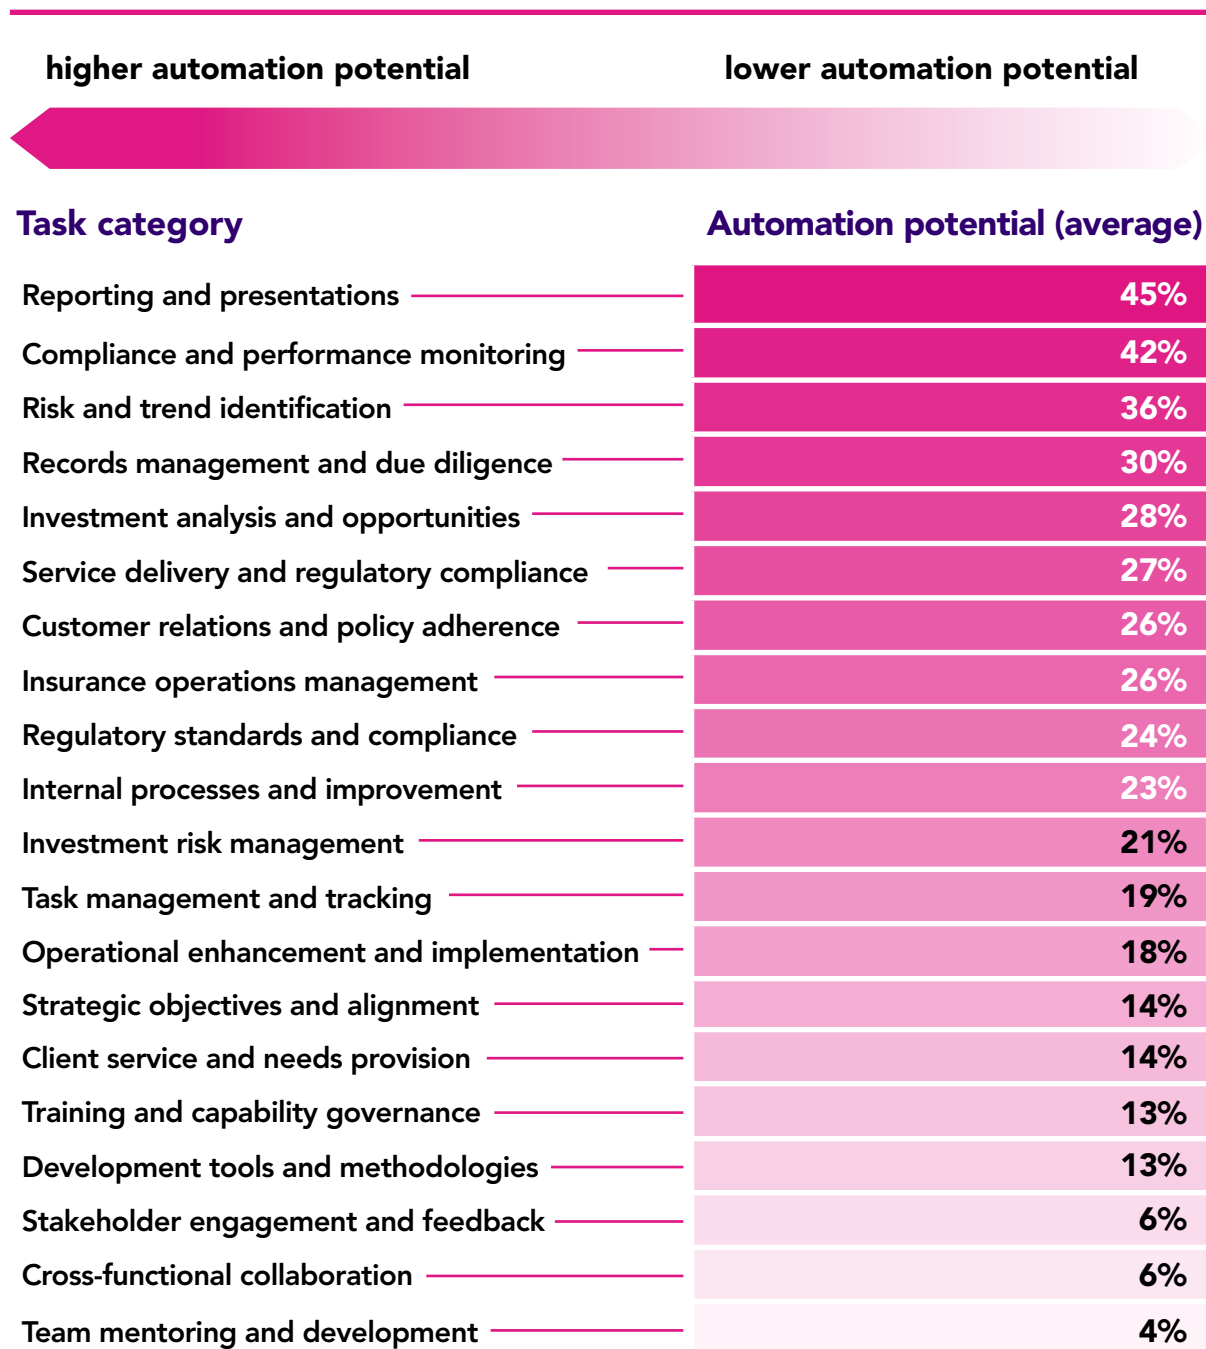 higher automation potential lower automation potential
Task category Automation potential (average)
Reporting and presentations 45%
Compliance and performance monitoring 42%
Risk and trend identification 36%
Records management and due diligence 30%
Investment analysis and opportunities 28%
Service delivery and regulatory compliance 27%
Customer relations and policy adherence 26%
Insurance operations management 26%
Regulatory standards and compliance 24%
Internal processes and improvement 23%
Investment risk management 21%
Task management and tracking 19%
Operational enhancement and implementation 18%
Strategic objectives and alignment 14%
Client service and needs provision 14%
Training and capability governance 13%
Development tools and methodologies 13%
Stakeholder engagement and feedback 6%
Cross-functional collaboration 6%
Team mentoring and development 4%